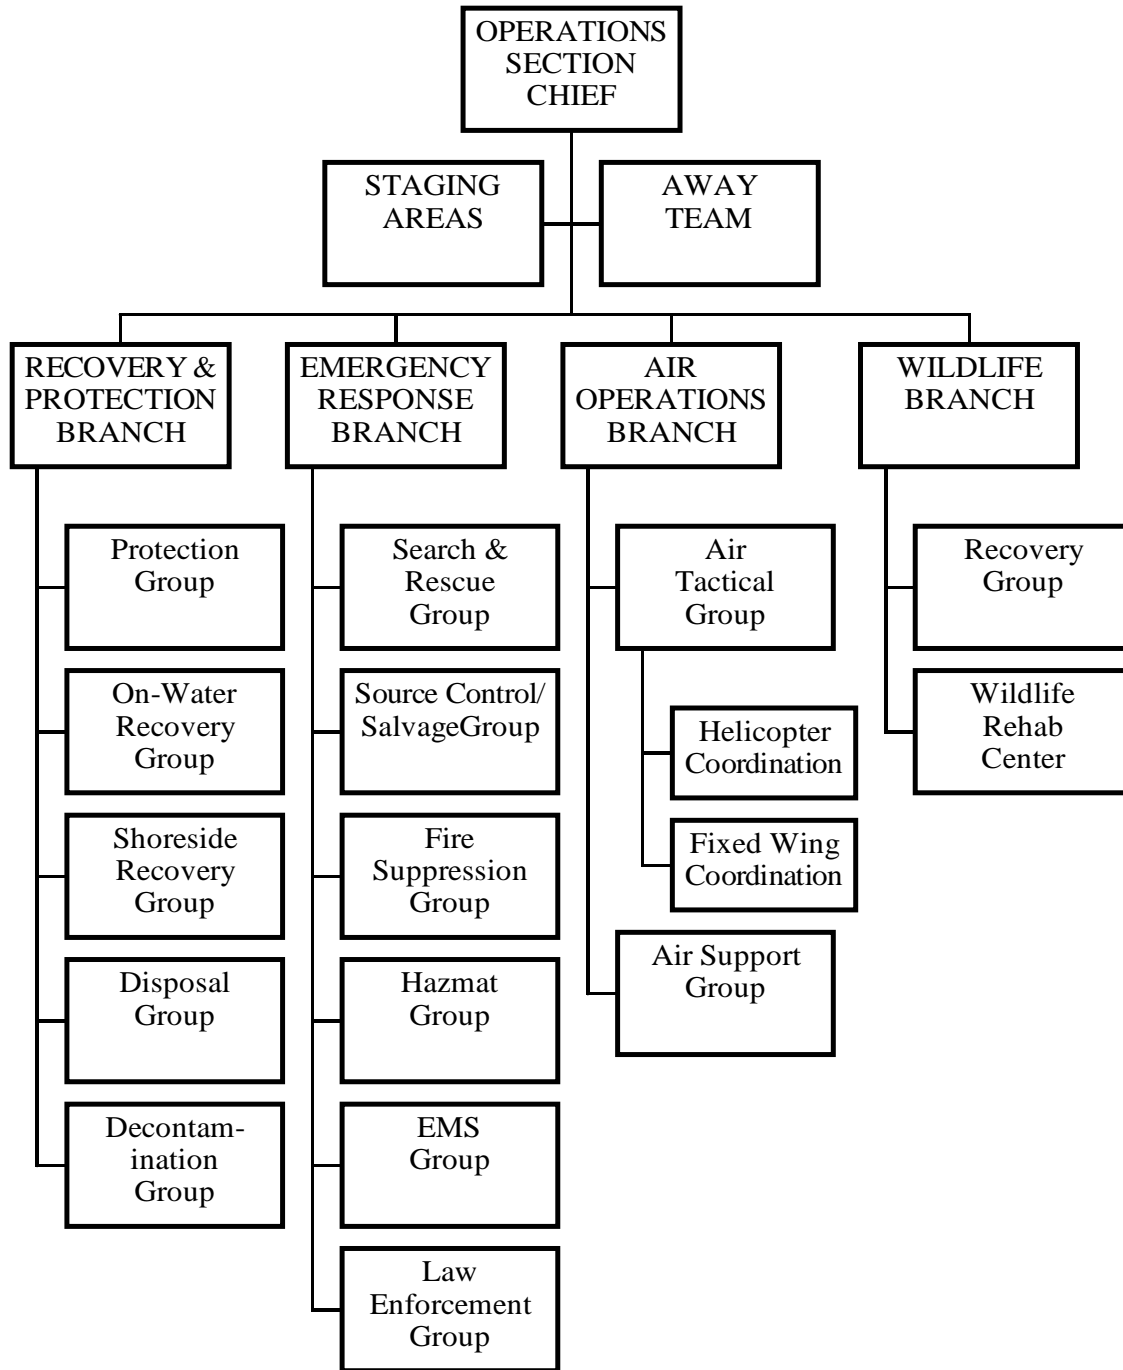 OPERATIONS
SECTION
CHIEF
STAGING
AREAS
AWAY
TEAM
RECOVERY &
PROTECTION
BRANCH
EMERGENCY
RESPONSE
BRANCH
AIR
OPERATIONS
BRANCH
WILDLIFE
BRANCH
Protection
Group
On-Water
Recovery
Group
Shoreside
Recovery
Group
Disposal
Group
Decontam-
ination
Group
Search &
Rescue
Group
Source Control/
SalvageGroup
Fire
Suppression
Group
Hazmat
Group
EMS
Group
Law
Enforcement
Group
Air
Tactical
Group
Helicopter
Coordination
Fixed Wing
Coordination
Air Support
Group
Recovery
Group
Wildlife
Rehab
Center